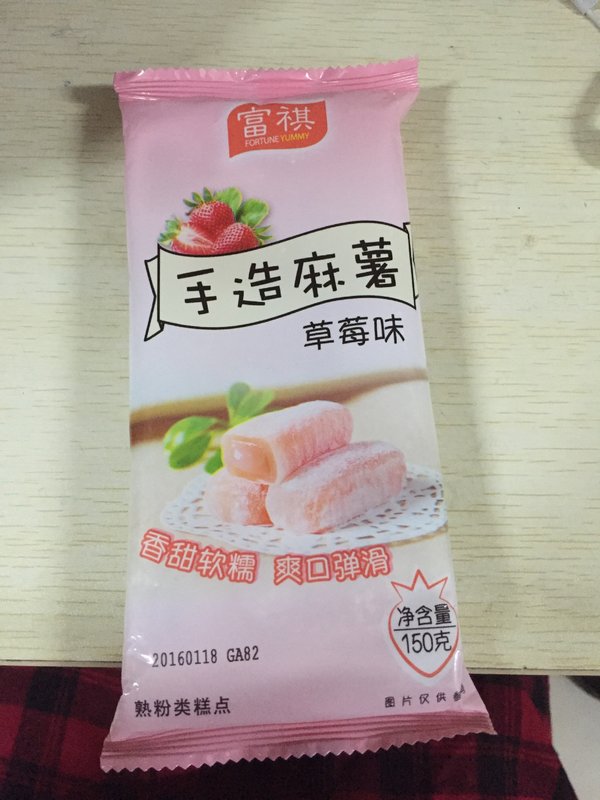 富祺
FORTUNE YUMMY
手造麻薯
草莓味
香甜软糯 爽口弹滑
净含量
150克
20160118 GA82
熟粉类糕点
图片仅供